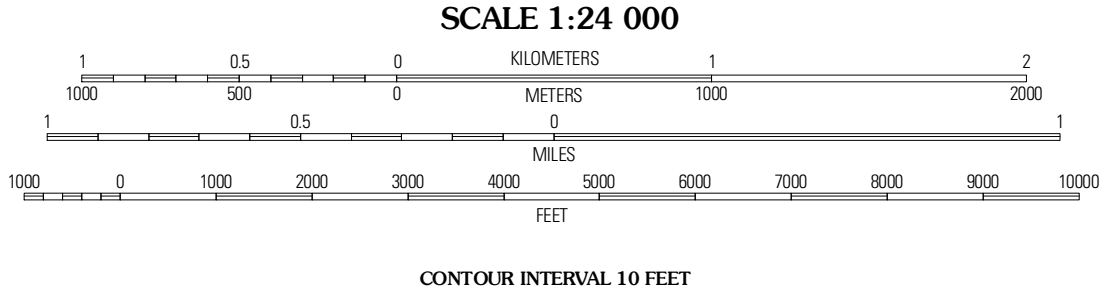 SCALE 1:24 000
1 0.5 0 KILOMETERS 1 2
1000 500 0 METERS 1000 2000
1 0.5 0 1
MILES
1000 0 1000 2000 3000 4000 5000 6000 7000 8000 9000 10000
FEET
CONTOUR INTERVAL 10 FEET